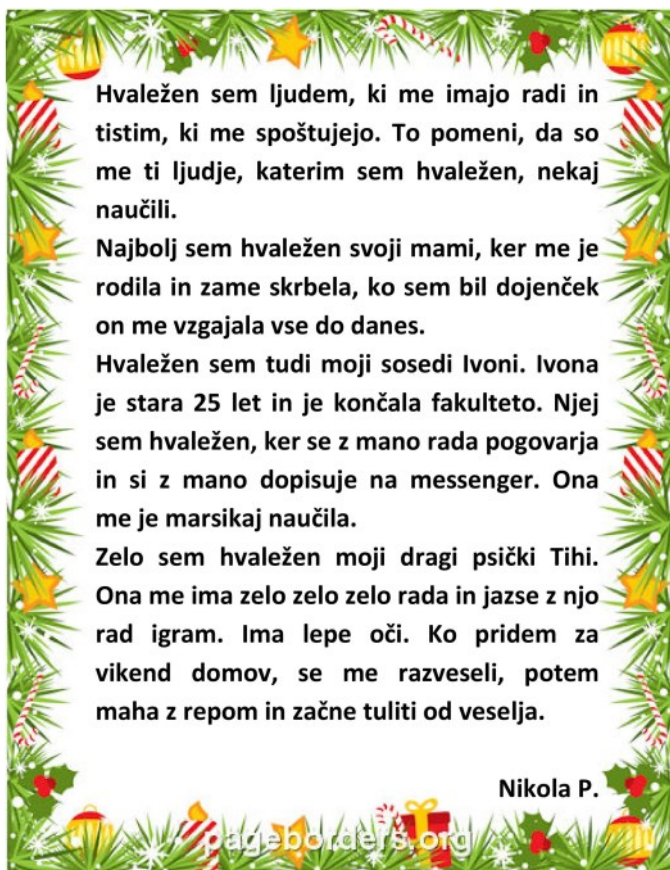 Hvaležen sem ljudem, ki me imajo radi in
tistim, ki me spoštujejo. To pomeni, da so
me ti ljudje, katerim sem hvaležen, nekaj
naučili.
Najbolj sem hvaležen svoji mami, ker me je
rodila in zame skrbela, ko sem bil dojenček
on me vzgajala vse do danes.
Hvaležen sem tudi moji sosedi Ivoni. Ivona
je stara 25 let in je končala fakulteto. Njej
sem hvaležen, ker se z mano rada pogovarja
in si z mano dopisuje na messenger. Ona
me je marsikaj naučila.
Zelo sem hvaležen moji dragi psički Tihi.
Ona me ima zelo zelo zelo rada in jazse z njo
rad igram. Ima lepe oči. Ko pridem za
vikend domov, se me razveseli, potem
maha z repom in začne tuliti od veselja.
Nikola P.
pageborders.org